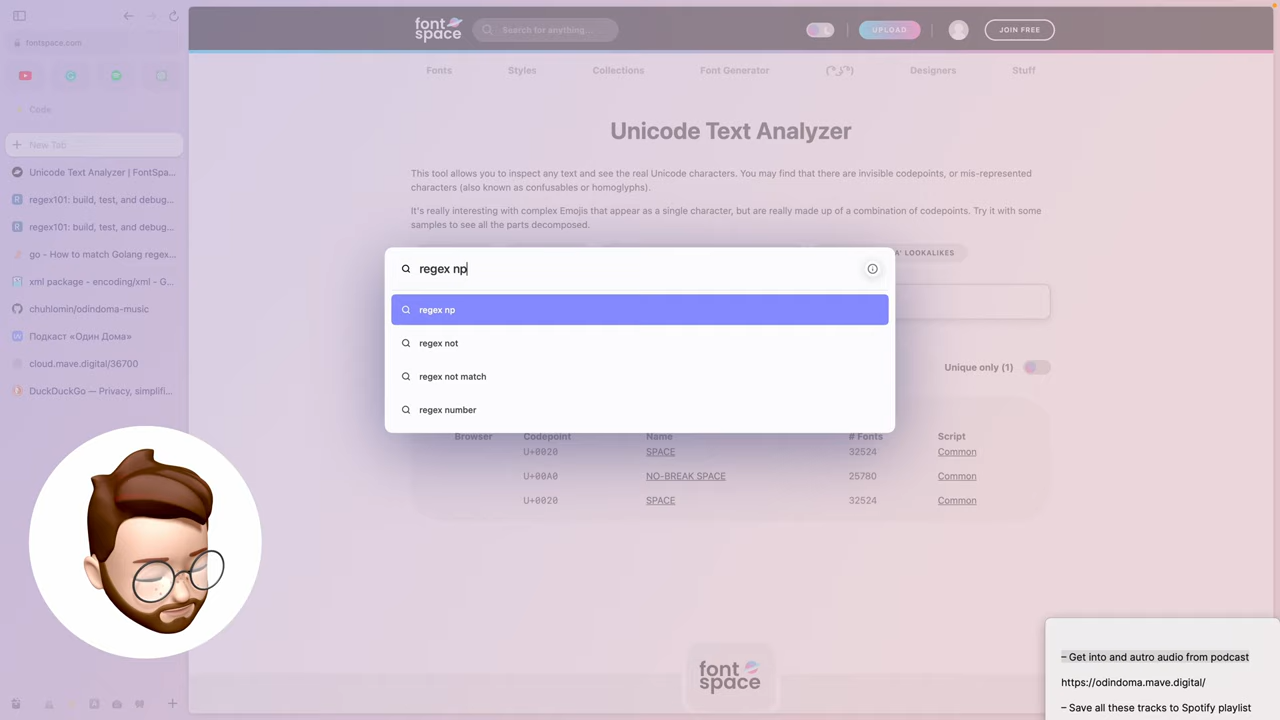 fontspace.com
Code
New Tab
Unicode Text Analyzer | FontSpa...
regex101: build, test, and debug...
regex101: build, test, and debug...
go - How to match Golang regex...
xml package - encoding/xml - G...
chuhlomin/odindoma-music
Подкаст «Один Дома»
cloud.mave.digital/36700
DuckDuckGo — Privacy, simplifi...
font
space
Search for anything...
UPLOAD
JOIN FREE
Fonts
Styles
Collections
Font Generator
( ͡° ͜ʖ ͡°)
Designers
Stuff
Unicode Text Analyzer
This tool allows you to inspect any text and see the real Unicode characters. You may find that there are invisible codepoints, or mis-represented
characters (also known as confusables or homoglyphs).
It's really interesting with complex Emojis that appear as a single character, but are really made up of a combination of codepoints. Try it with some
samples to see all the parts decomposed.
LOOKALIKES
regex np
regex np
regex not
regex not match
regex number
Unique only (1)
Browser Codepoint Name # Fonts Script
U+0020 SPACE 32524 Common
U+00A0 NO-BREAK SPACE 25780 Common
U+0020 SPACE 32524 Common
font
space
– Get into and autro audio from podcast
https://odindoma.mave.digital/
– Save all these tracks to Spotify playlist